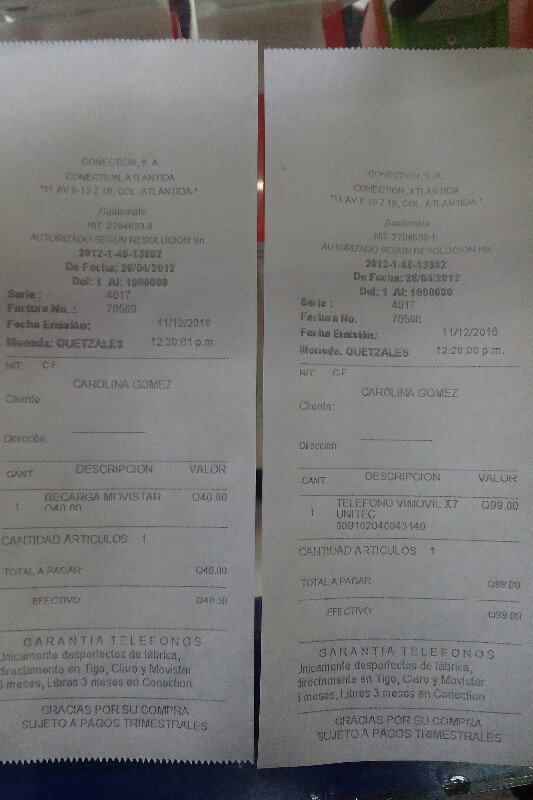 CONECTION, S. A.
CONECTION, ATLANTIDA
"11 AV 8-13 Z 18, COL. ATLANTIDA"
,Guatemala
NIT: 2704630-8
AUTORIZADO SEGUN RESOLUCION No.
2012-1-48-13802
De Fecha: 26/04/2012
Del: 1 Al: 1000000
Serie : 4017
Factura No. : 70569
Fecha Emisión: 11/12/2016
Moneda: QUETZALES 12:30:01 p.m.
NIT: C-F
CAROLINA GOMEZ
Cliente:
Dirección:
CANT. DESCRIPCION VALOR
1 RECARGA MOVISTAR Q40.00
Q40.00
CANTIDAD ARTICULOS: 1
TOTAL A PAGAR: Q40.00
EFECTIVO: Q40.00
GARANTIA TELEFONOS
Unicamente desperfectos de fábrica,
directamente en Tigo, Claro y Movistar
6 meses, Libres 3 meses en Conection
GRACIAS POR SU COMPRA
SUJETO A PAGOS TRIMESTRALES
CONECTION, S. A.
CONECTION, ATLANTIDA
"11 AV 8-13 Z 18, COL. ATLANTIDA"
,Guatemala
NIT: 2704630-8
AUTORIZADO SEGUN RESOLUCION No.
2012-1-48-13802
De Fecha: 26/04/2012
Del: 1 Al: 1000000
Serie : 4017
Factura No. : 70568
Fecha Emisión: 11/12/2016
Moneda: QUETZALES 12:28:00 p.m.
NIT: C-F
CAROLINA GOMEZ
Cliente:
Dirección:
CANT. DESCRIPCION VALOR
1 TELEFONO VIMOVIL X7 Q99.00
UNITEC
309102040043146
CANTIDAD ARTICULOS: 1
TOTAL A PAGAR: Q99.00
EFECTIVO: Q99.00
GARANTIA TELEFONOS
Unicamente desperfectos de fábrica,
directamente en Tigo, Claro y Movistar
6 meses, Libres 3 meses en Conection
GRACIAS POR SU COMPRA
SUJETO A PAGOS TRIMESTRALES